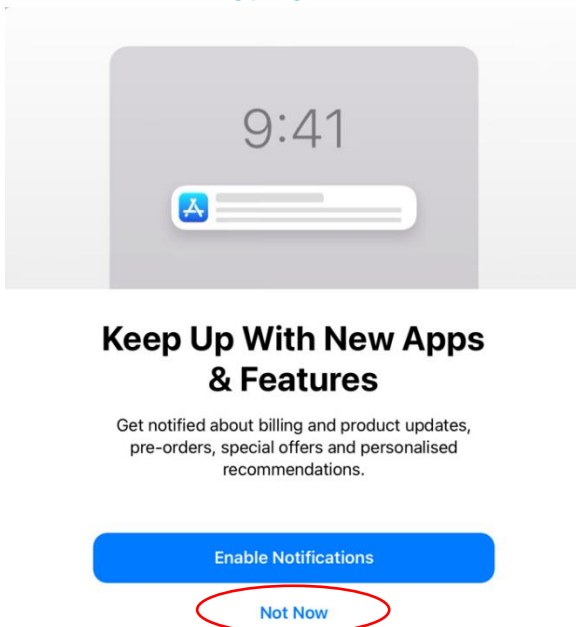 9:41
Keep Up With New Apps
& Features
Get notified about billing and product updates,
pre-orders, special offers and personalised
recommendations.
Enable Notifications
Not Now